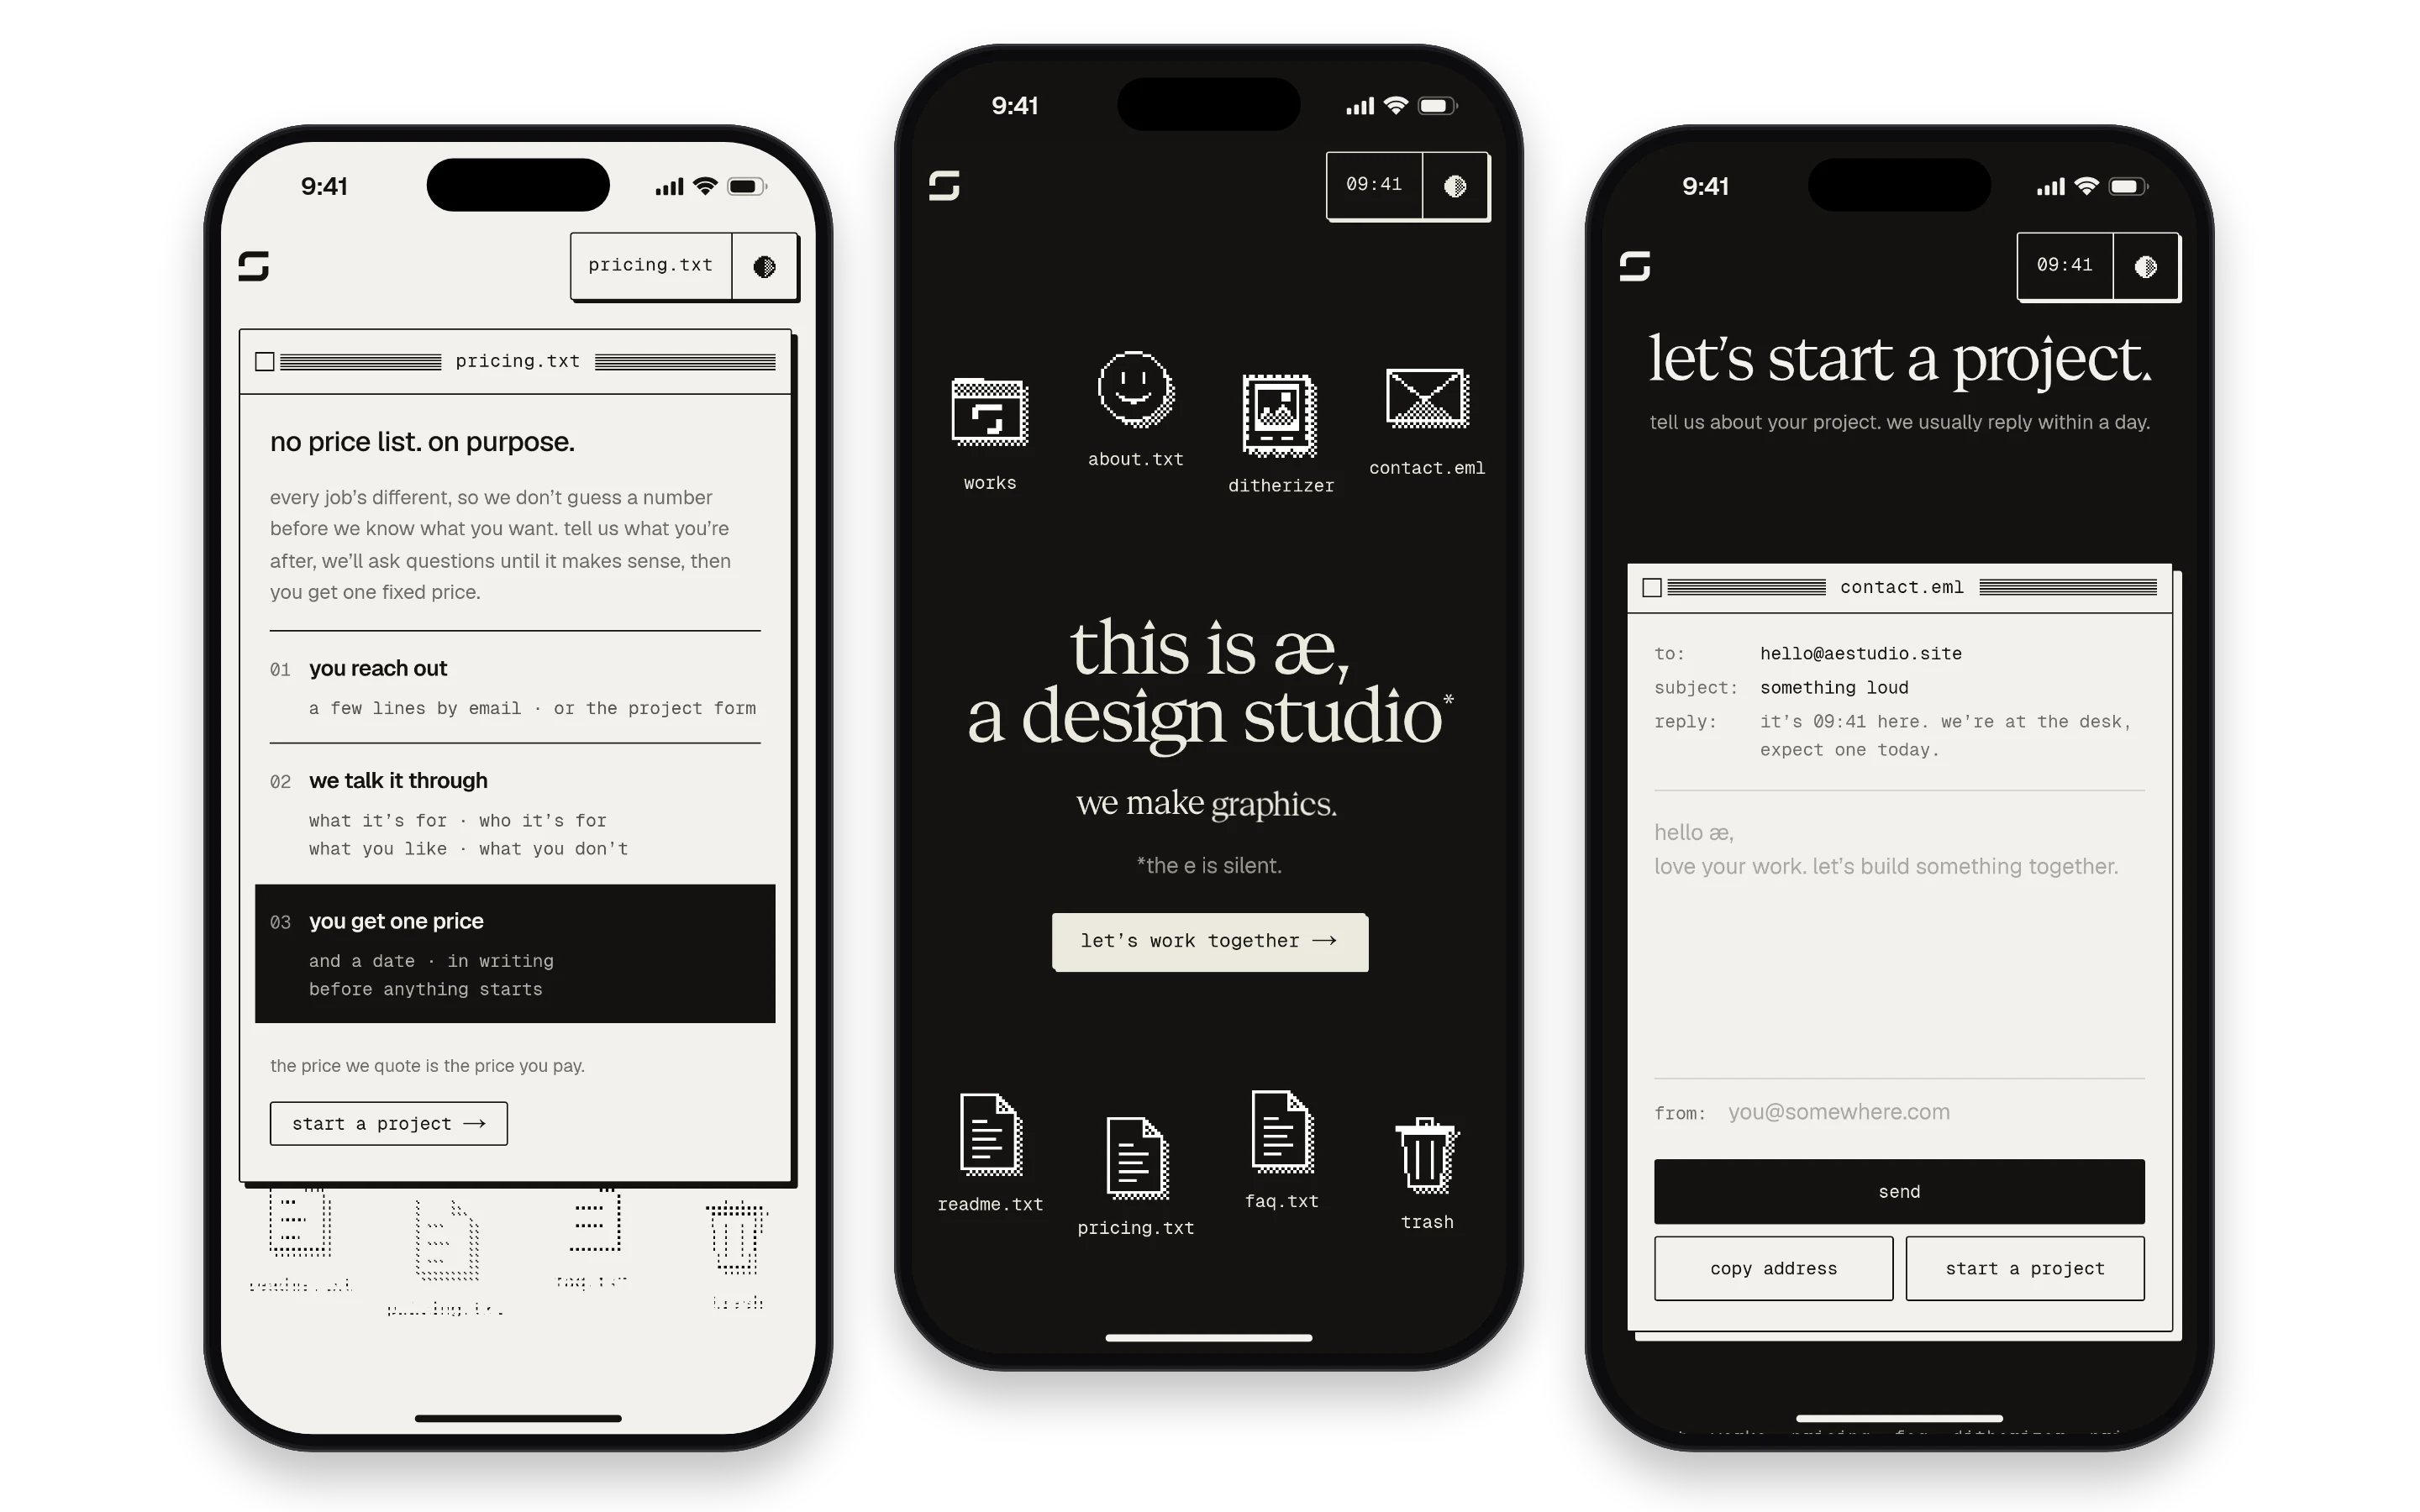 9:41
pricing.txt
pricing.txt
no price list. on purpose.
every job's different, so we don't guess a number
before we know what you want. tell us what you're
after, we'll ask questions until it makes sense, then
you get one fixed price.
01 you reach out
a few lines by email · or the project form
02 we talk it through
what it's for · who it's for
what you like · what you don't
03 you get one price
and a date · in writing
before anything starts
the price we quote is the price you pay.
start a project →
trash
9:41
09:41
works
about.txt
ditherizer
contact.eml
this is æ,
a design studio*
we make graphics.
*the e is silent.
let's work together →
readme.txt
pricing.txt
faq.txt
trash
9:41
09:41
let's start a project.
tell us about your project. we usually reply within a day.
contact.eml
to: hello@aestudio.site
subject: something loud
reply: it's 09:41 here. we're at the desk,
expect one today.
hello æ,
love your work. let's build something together.
from: you@somewhere.com
send
copy address
start a project